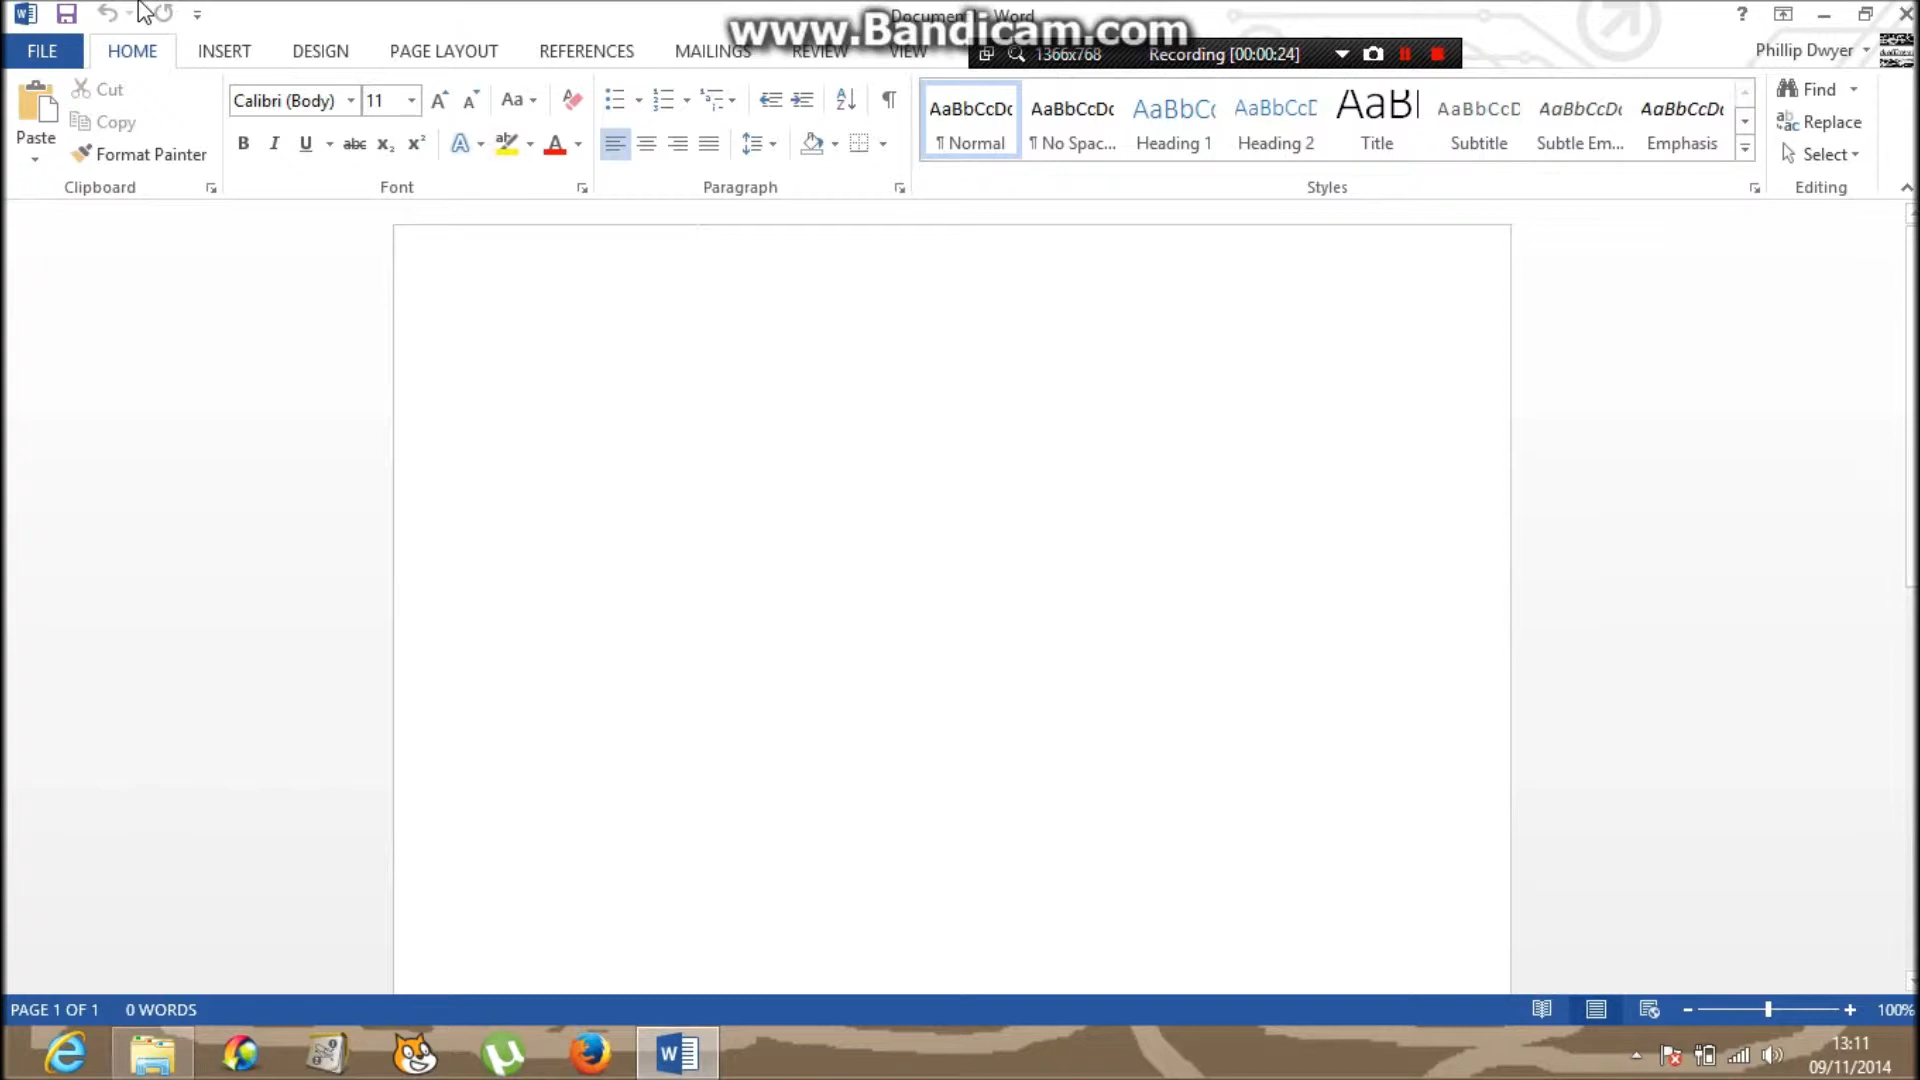 Document - Word
www.Bandicam.com
FILE HOME INSERT DESIGN PAGE LAYOUT REFERENCES MAILINGS REVIEW VIEW
1366x768 Recording [00:00:24]
Phillip Dwyer
Paste
Cut
Copy
Format Painter
Clipboard
Calibri (Body) 11
Font
Paragraph
AaBbCcDc AaBbCcDc AaBbC AaBbCcD AaB AaBbCcD AaBbCcDc AaBbCcDc
¶ Normal ¶ No Spac... Heading 1 Heading 2 Title Subtitle Subtle Em... Emphasis
Styles
Find
Replace
Select
Editing
PAGE 1 OF 1 0 WORDS
100%
13:11
09/11/2014